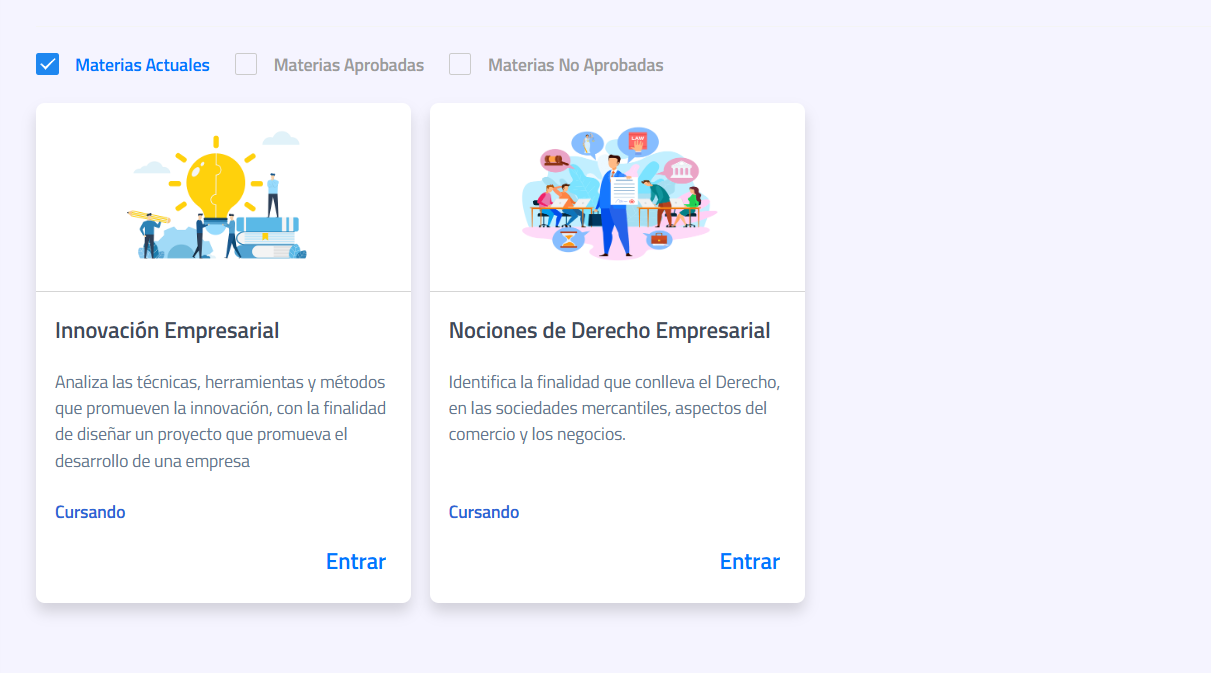 Materias Actuales Materias Aprobadas Materias No Aprobadas
LAW
Innovación Empresarial
Analiza las técnicas, herramientas y métodos
que promueven la innovación, con la finalidad
de diseñar un proyecto que promueva el
desarrollo de una empresa
Cursando
Entrar
Nociones de Derecho Empresarial
Identifica la finalidad que conlleva el Derecho,
en las sociedades mercantiles, aspectos del
comercio y los negocios.
Cursando
Entrar